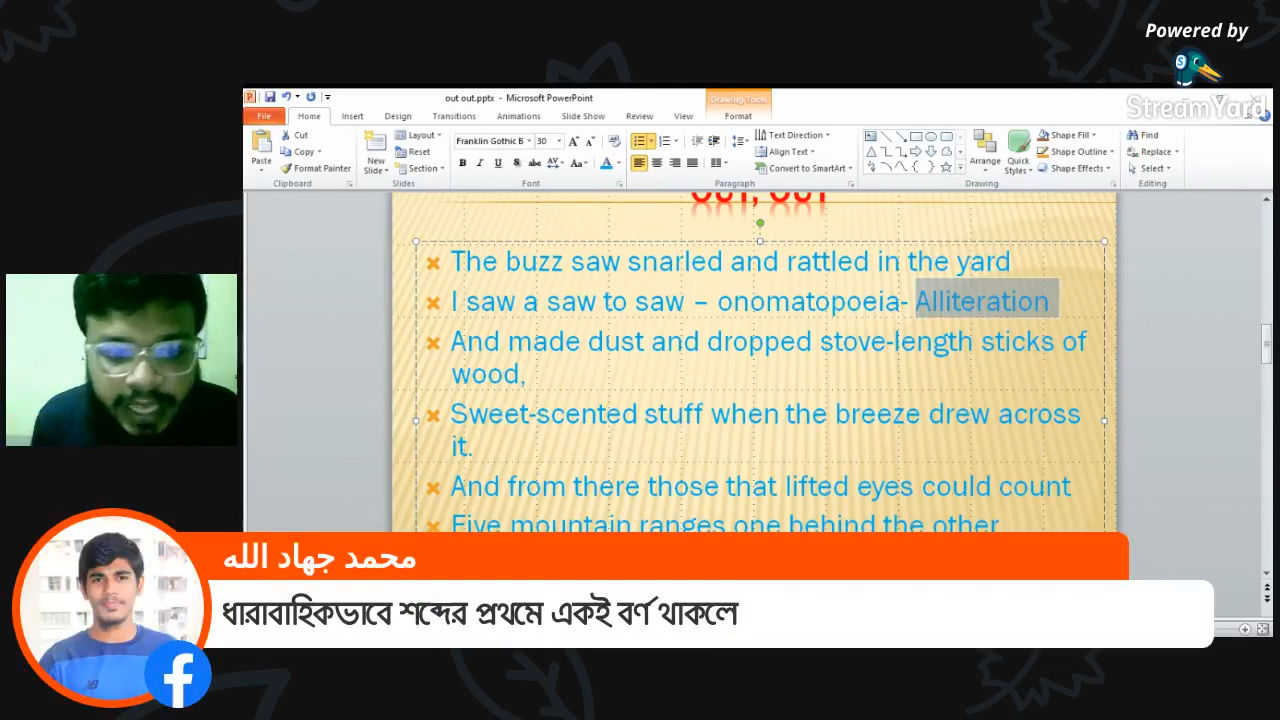 Powered by
StreamYard
out out.pptx - Microsoft PowerPoint
Drawing Tools
File Home Insert Design Transitions Animations Slide Show Review View Format
Paste
Cut
Copy
Format Painter
Clipboard
New Slide
Layout
Reset
Section
Slides
Franklin Gothic B 30
Font
Paragraph
Text Direction
Align Text
Convert to SmartArt
Arrange
Quick Styles
Shape Fill
Shape Outline
Shape Effects
Drawing
Find
Replace
Select
Editing
OUT, OUT
The buzz saw snarled and rattled in the yard
I saw a saw to saw – onomatopoeia- Alliteration
And made dust and dropped stove-length sticks of
wood,
Sweet-scented stuff when the breeze drew across
it.
And from there those that lifted eyes could count
Five mountain ranges one behind the other
محمد جهاد الله
ধারাবাহিকভাবে শব্দের প্রথমে একই বর্ণ থাকলে